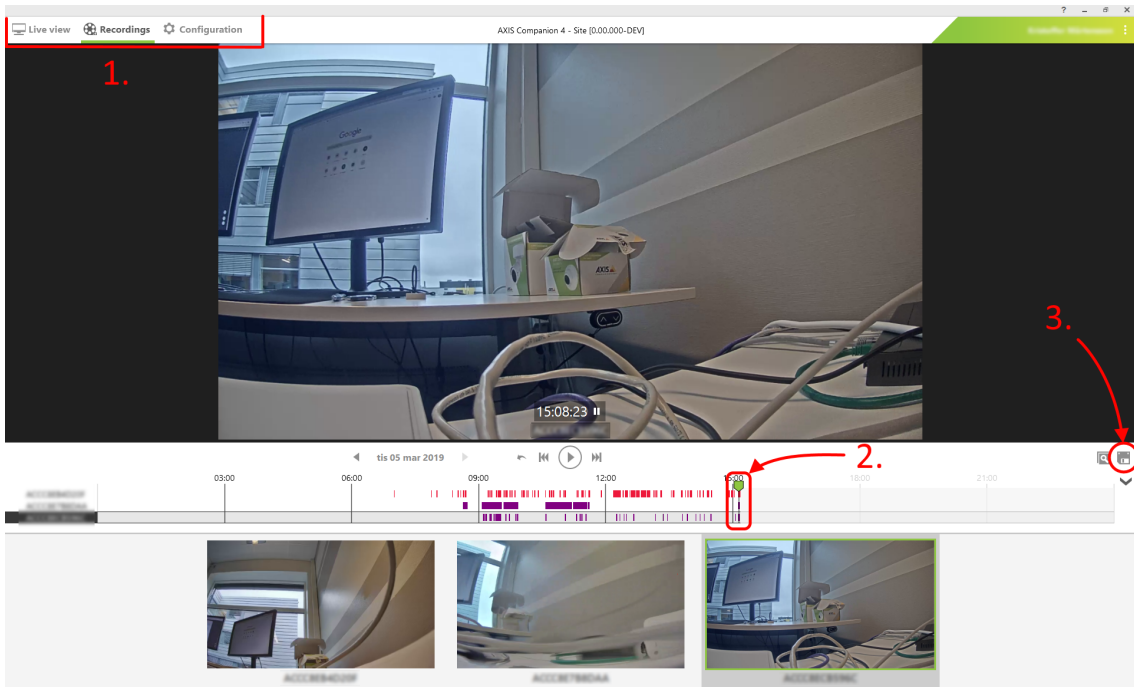 Live view Recordings Configuration
AXIS Companion 4 - Site [0.00.000-DEV]
1.
Google
AXIS
3.
15:08:23
2.
tis 05 mar 2019
03:00 06:00 09:00 12:00 15:00 18:00 21:00
ACCC8EB4D20F ACCC8E7BBDAA